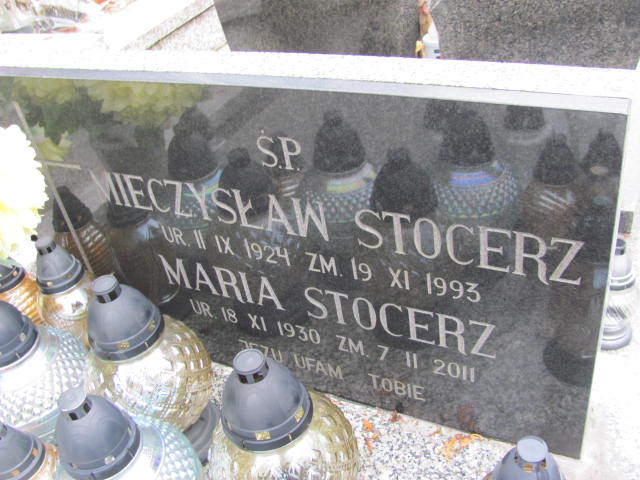 Ś.P.
MIECZYSŁAW STOCERZ
UR. 11 IX 1924 ZM. 19 XI 1993
MARIA STOCERZ
UR. 18 XI 1930 ZM. 7 II 2011
JEZU UFAM TOBIE